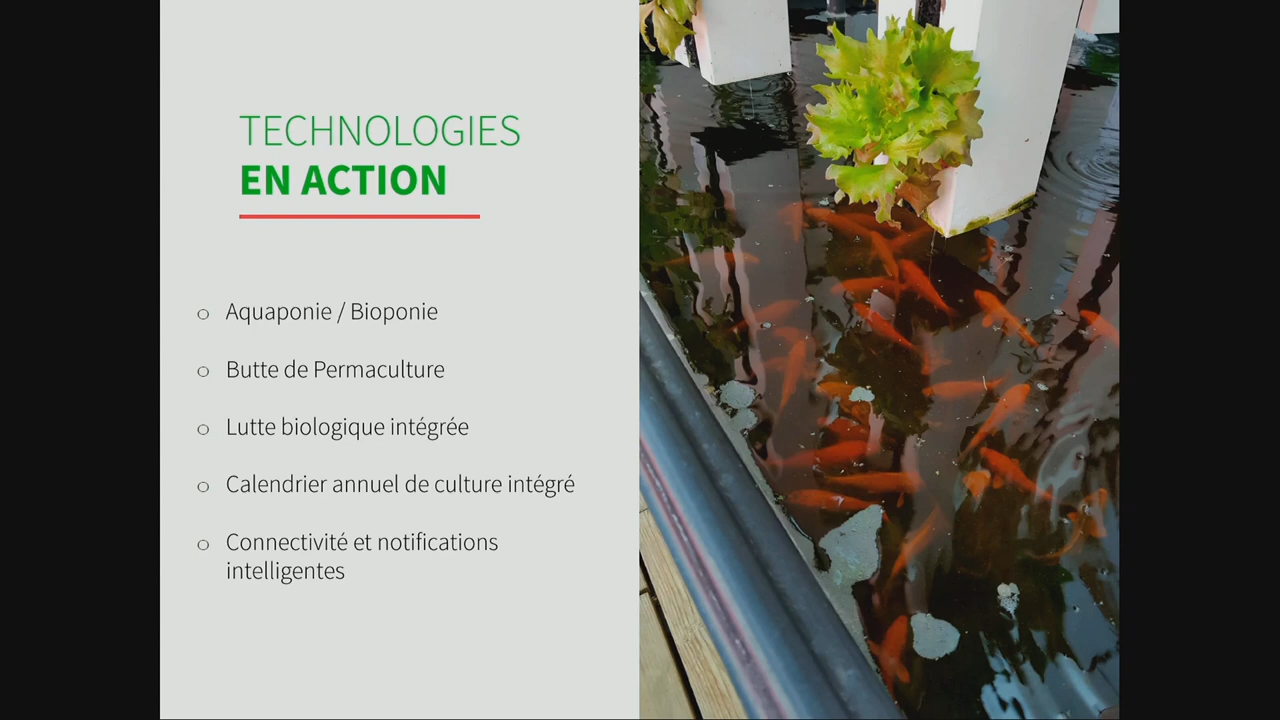 TECHNOLOGIES
EN ACTION
Aquaponie / Bioponie
Butte de Permaculture
Lutte biologique intégrée
Calendrier annuel de culture intégré
Connectivité et notifications
intelligentes